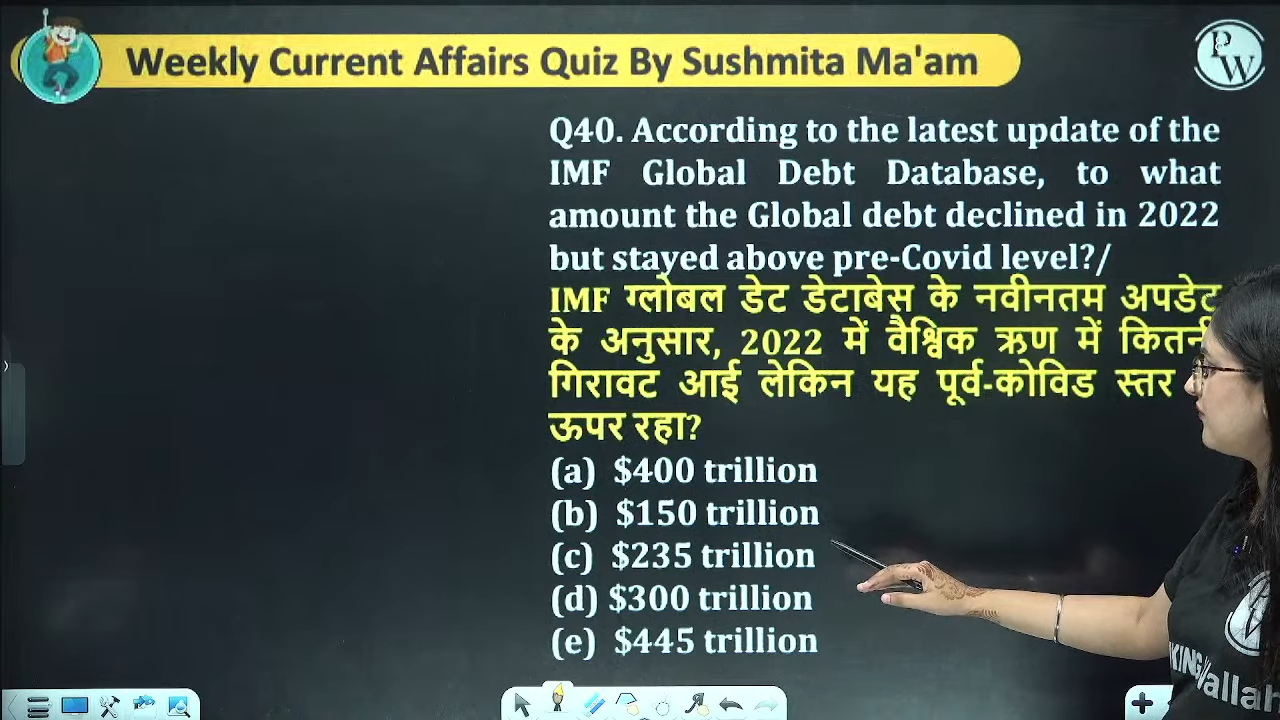 Weekly Current Affairs Quiz By Sushmita Ma'am
PW
Q40. According to the latest update of the
IMF Global Debt Database, to what
amount the Global debt declined in 2022
but stayed above pre-Covid level?/
IMF ग्लोबल डेट डेटाबेस के नवीनतम अपडेट
के अनुसार, 2022 में वैश्विक ऋण में
गिरावट आई लेकिन यह पूर्व-कोविड स्तर
ऊपर रहा?
(a) $400 trillion
(b) $150 trillion
(c) $235 trillion
(d) $300 trillion
(e) $445 trillion